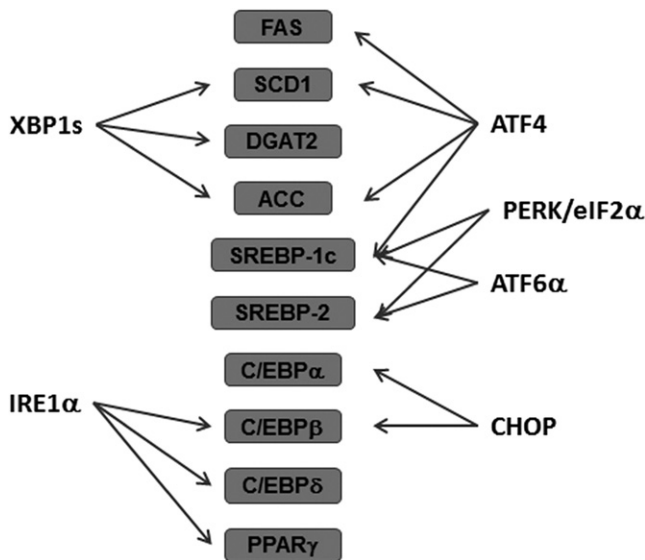 FAS
SCD1
XBP1s
ATF4
DGAT2
ACC
PERK/eIF2α
SREBP-1c
ATF6α
SREBP-2
C/EBPα
IRE1α
C/EBPβ
CHOP
C/EBPδ
PPARγ